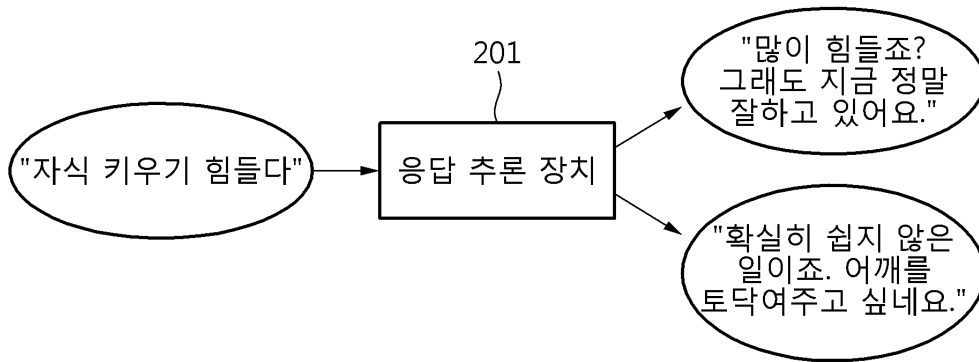 "자식 키우기 힘들다"
201
응답 추론 장치
"많이 힘들죠?
그래도 지금 정말
잘하고 있어요."
"확실히 쉽지 않은
일이죠. 어깨를
토닥여주고 싶네요."